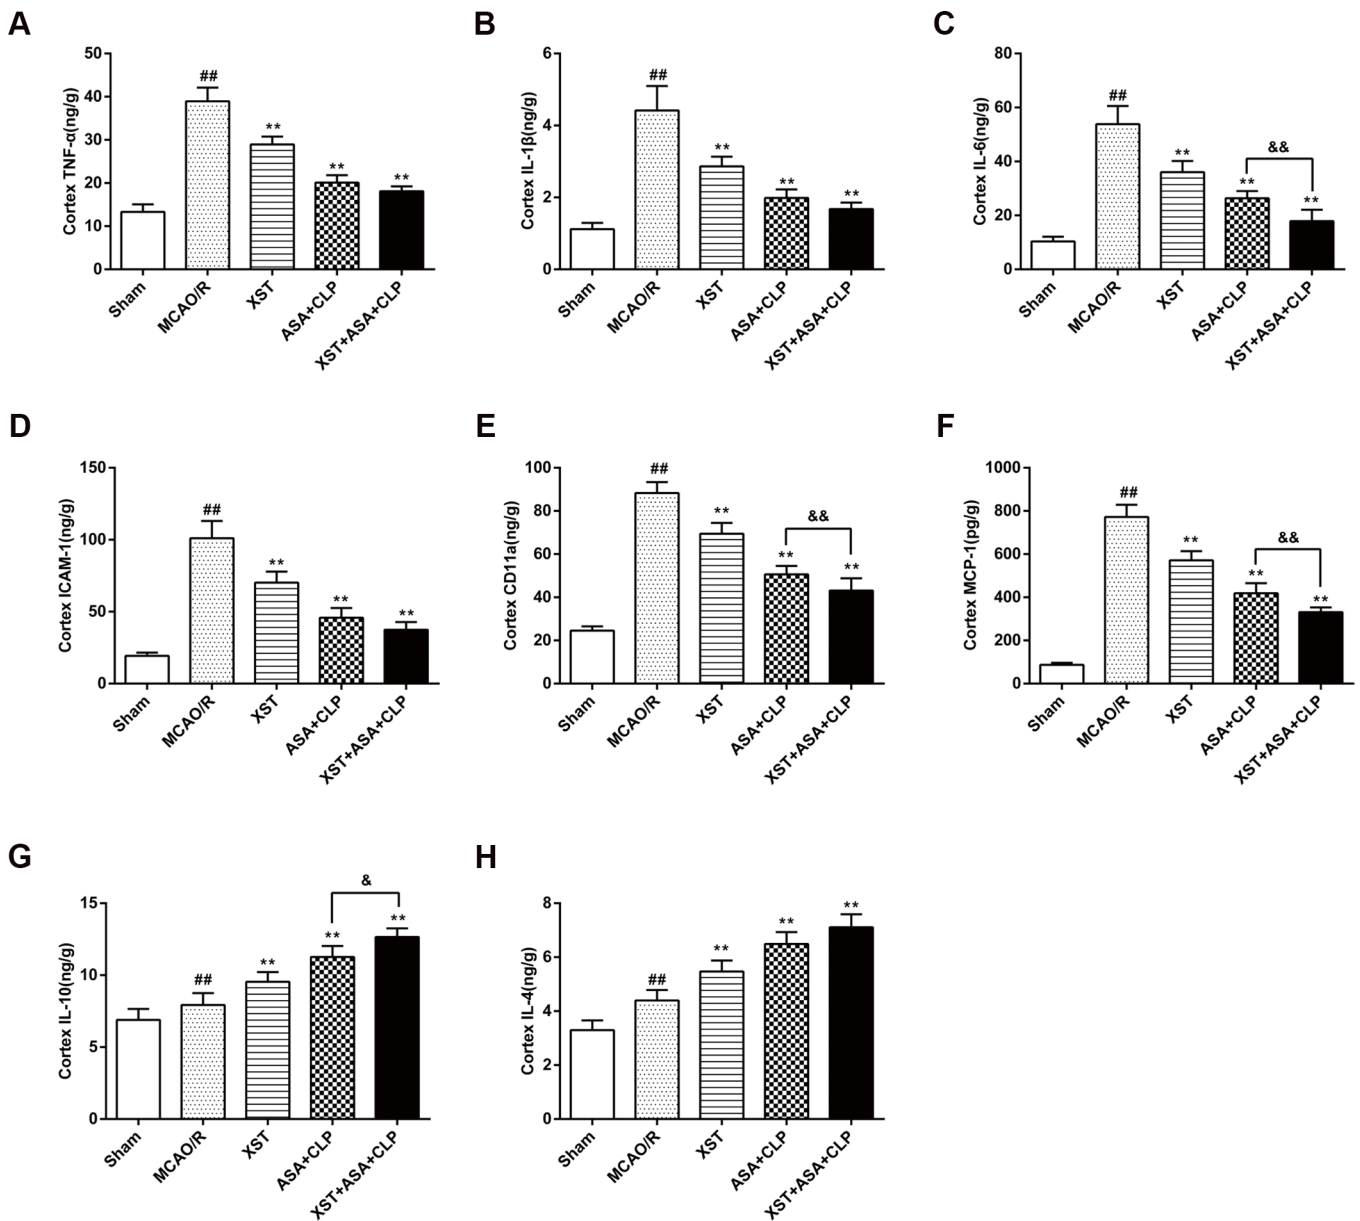 A
Cortex TNF-α(ng/g)
50
40
30
20
10
0
##
**
**
**
Sham
MCAO/R
XST
ASA+CLP
XST+ASA+CLP
B
Cortex IL-1β(ng/g)
6
4
2
0
##
**
**
**
Sham
MCAO/R
XST
ASA+CLP
XST+ASA+CLP
C
Cortex IL-6(ng/g)
80
60
40
20
0
##
**
**
&&
**
Sham
MCAO/R
XST
ASA+CLP
XST+ASA+CLP
D
Cortex ICAM-1(ng/g)
150
100
50
0
##
**
**
**
Sham
MCAO/R
XST
ASA+CLP
XST+ASA+CLP
E
Cortex CD11a(ng/g)
100
80
60
40
20
0
##
**
**
&&
**
Sham
MCAO/R
XST
ASA+CLP
XST+ASA+CLP
F
Cortex MCP-1(pg/g)
1000
800
600
400
200
0
##
**
**
&&
**
Sham
MCAO/R
XST
ASA+CLP
XST+ASA+CLP
G
Cortex IL-10(ng/g)
15
10
5
0
##
**
**
&
**
Sham
MCAO/R
XST
ASA+CLP
XST+ASA+CLP
H
Cortex IL-4(ng/g)
8
6
4
2
0
##
**
**
**
Sham
MCAO/R
XST
ASA+CLP
XST+ASA+CLP